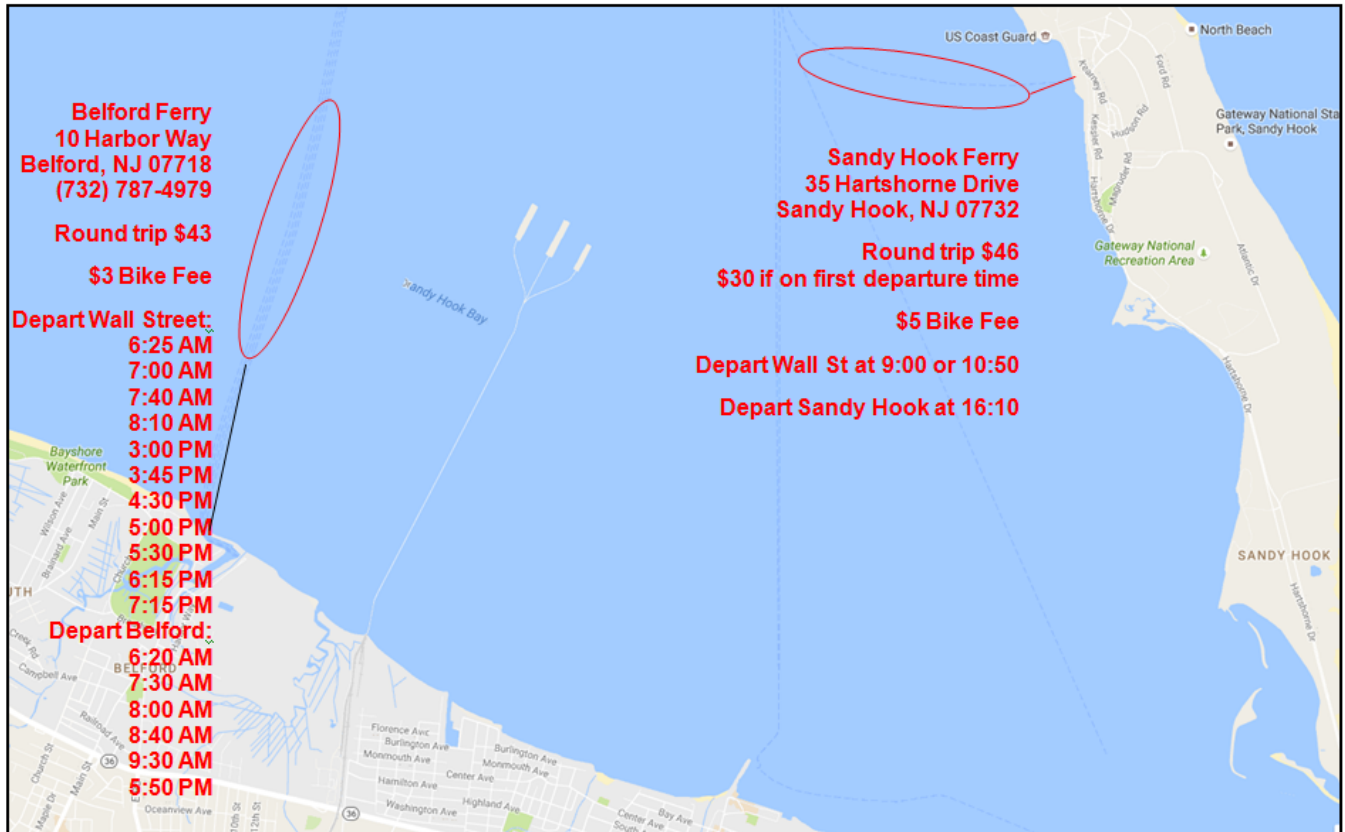 Belford Ferry
10 Harbor Way
Belford, NJ 07718
(732) 787-4979
Round trip $43
$3 Bike Fee
Depart Wall Street:
6:25 AM
7:00 AM
7:40 AM
8:10 AM
3:00 PM
3:45 PM
4:30 PM
5:00 PM
5:30 PM
6:15 PM
7:15 PM
Depart Belford:
6:20 AM
7:30 AM
8:00 AM
8:40 AM
9:30 AM
5:50 PM
Sandy Hook Ferry
35 Hartshorne Drive
Sandy Hook, NJ 07732
Round trip $46
$30 if on first departure time
$5 Bike Fee
Depart Wall St at 9:00 or 10:50
Depart Sandy Hook at 16:10
US Coast Guard
North Beach
Kearney Rd
Ford Rd
Gateway National Sta
Park, Sandy Hook
Hudson Rd
Kessler Rd
Magruder Rd
Hartshorne Dr
Gateway National
Recreation Area
Atlantic Dr
Hartshorne Dr
SANDY HOOK
Hartshorne Dr
Sandy Hook Bay
Bayshore
Waterfront
Park
Wilson Ave
Main St
Brainard Ave
Church
UTH
Creek Rd
Campbell Ave
BELFORD
Harbor Way
Railroad Ave
36
Church St
Main St
Maple Dr
Oceanview Ave
10th St
12th St
36
Florence Ave
Burlington Ave
Monmouth Ave
Hamilton Ave
Washington Ave
Center Ave
Highland Ave
Burlington Ave
Monmouth Ave
Center Ave
Bay Ave
South